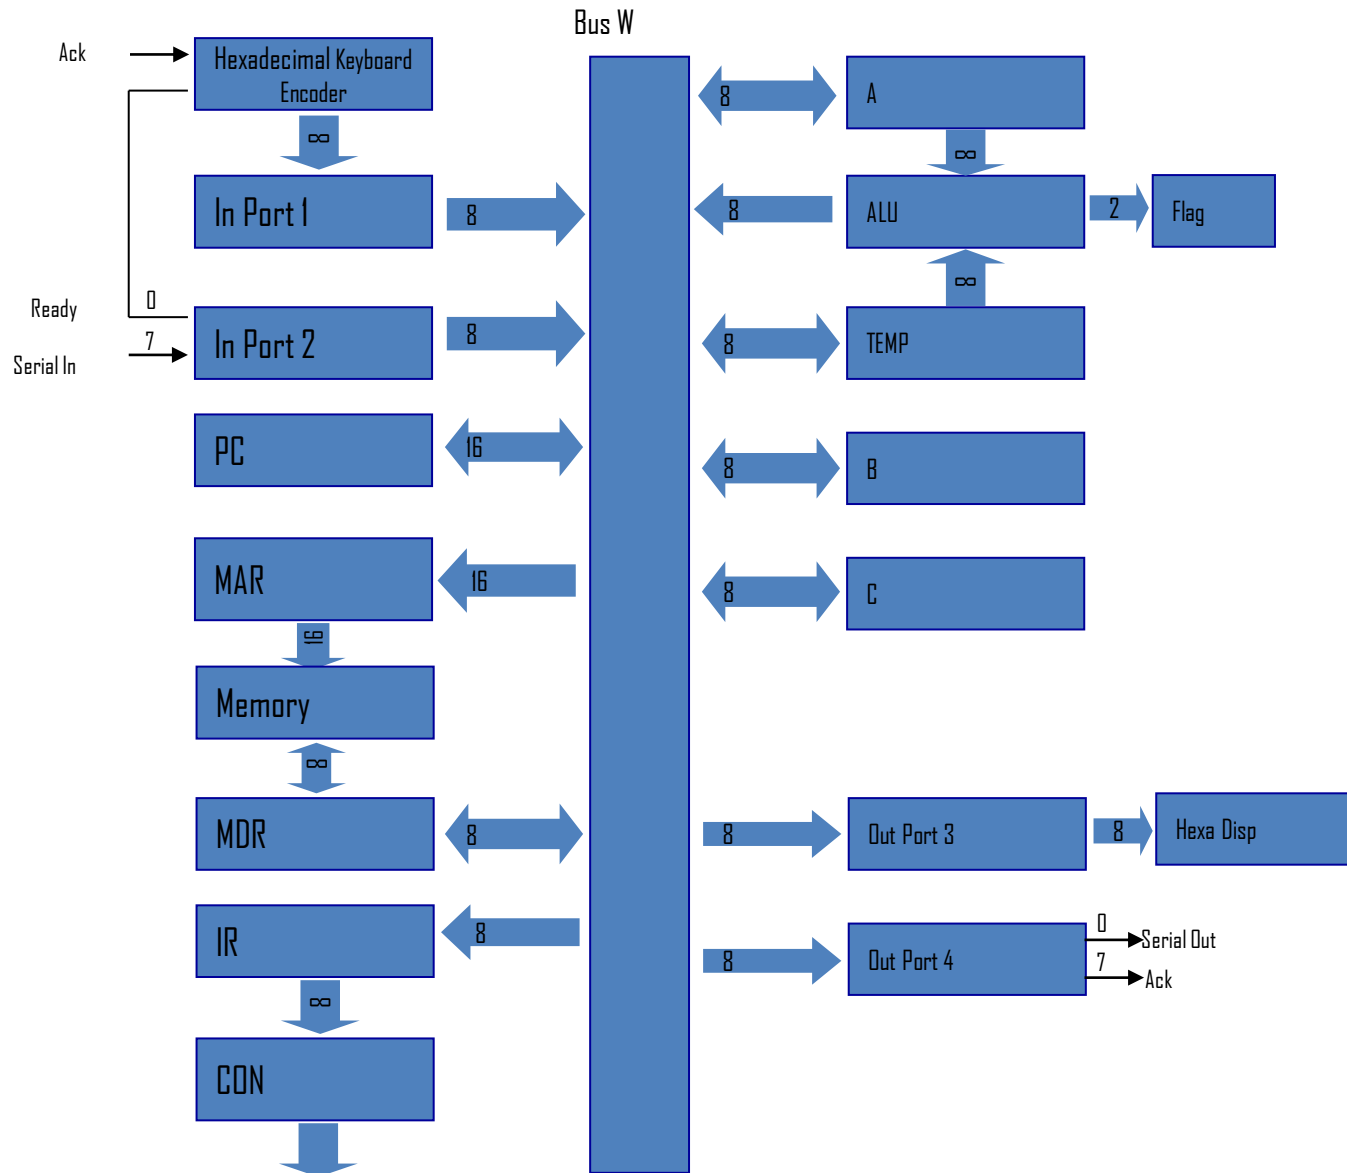 Bus W
Ack
Hexadecimal Keyboard
Encoder
8
In Port 1
8
Ready
0
7
Serial In
In Port 2
8
PC
16
MAR
16
16
Memory
8
MDR
8
IR
8
8
CON
8
A
8
8
ALU
2
Flag
8
8
TEMP
8
B
8
C
8
Out Port 3
8
Hexa Disp
8
Out Port 4
0
Serial Out
7
Ack